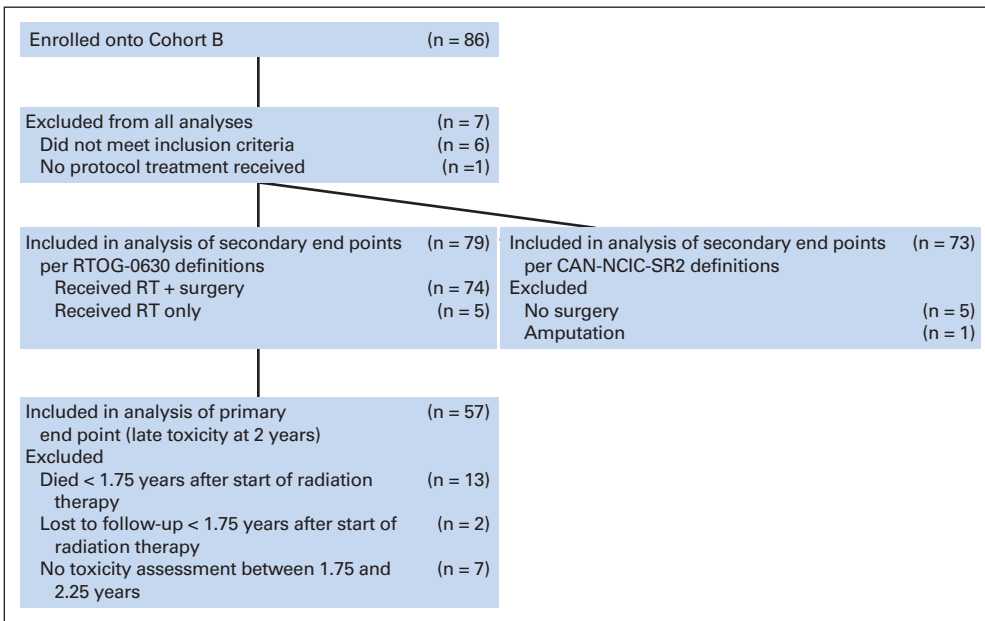 Enrolled onto Cohort B (n = 86)
Excluded from all analyses (n = 7)
Did not meet inclusion criteria (n = 6)
No protocol treatment received (n =1)
Included in analysis of secondary end points (n = 79)
per RTOG-0630 definitions
Received RT + surgery (n = 74)
Received RT only (n = 5)
Included in analysis of secondary end points (n = 73)
per CAN-NCIC-SR2 definitions
Excluded
No surgery (n = 5)
Amputation (n = 1)
Included in analysis of primary (n = 57)
end point (late toxicity at 2 years)
Excluded
Died < 1.75 years after start of radiation (n = 13)
therapy
Lost to follow-up < 1.75 years after start of (n = 2)
radiation therapy
No toxicity assessment between 1.75 and (n = 7)
2.25 years